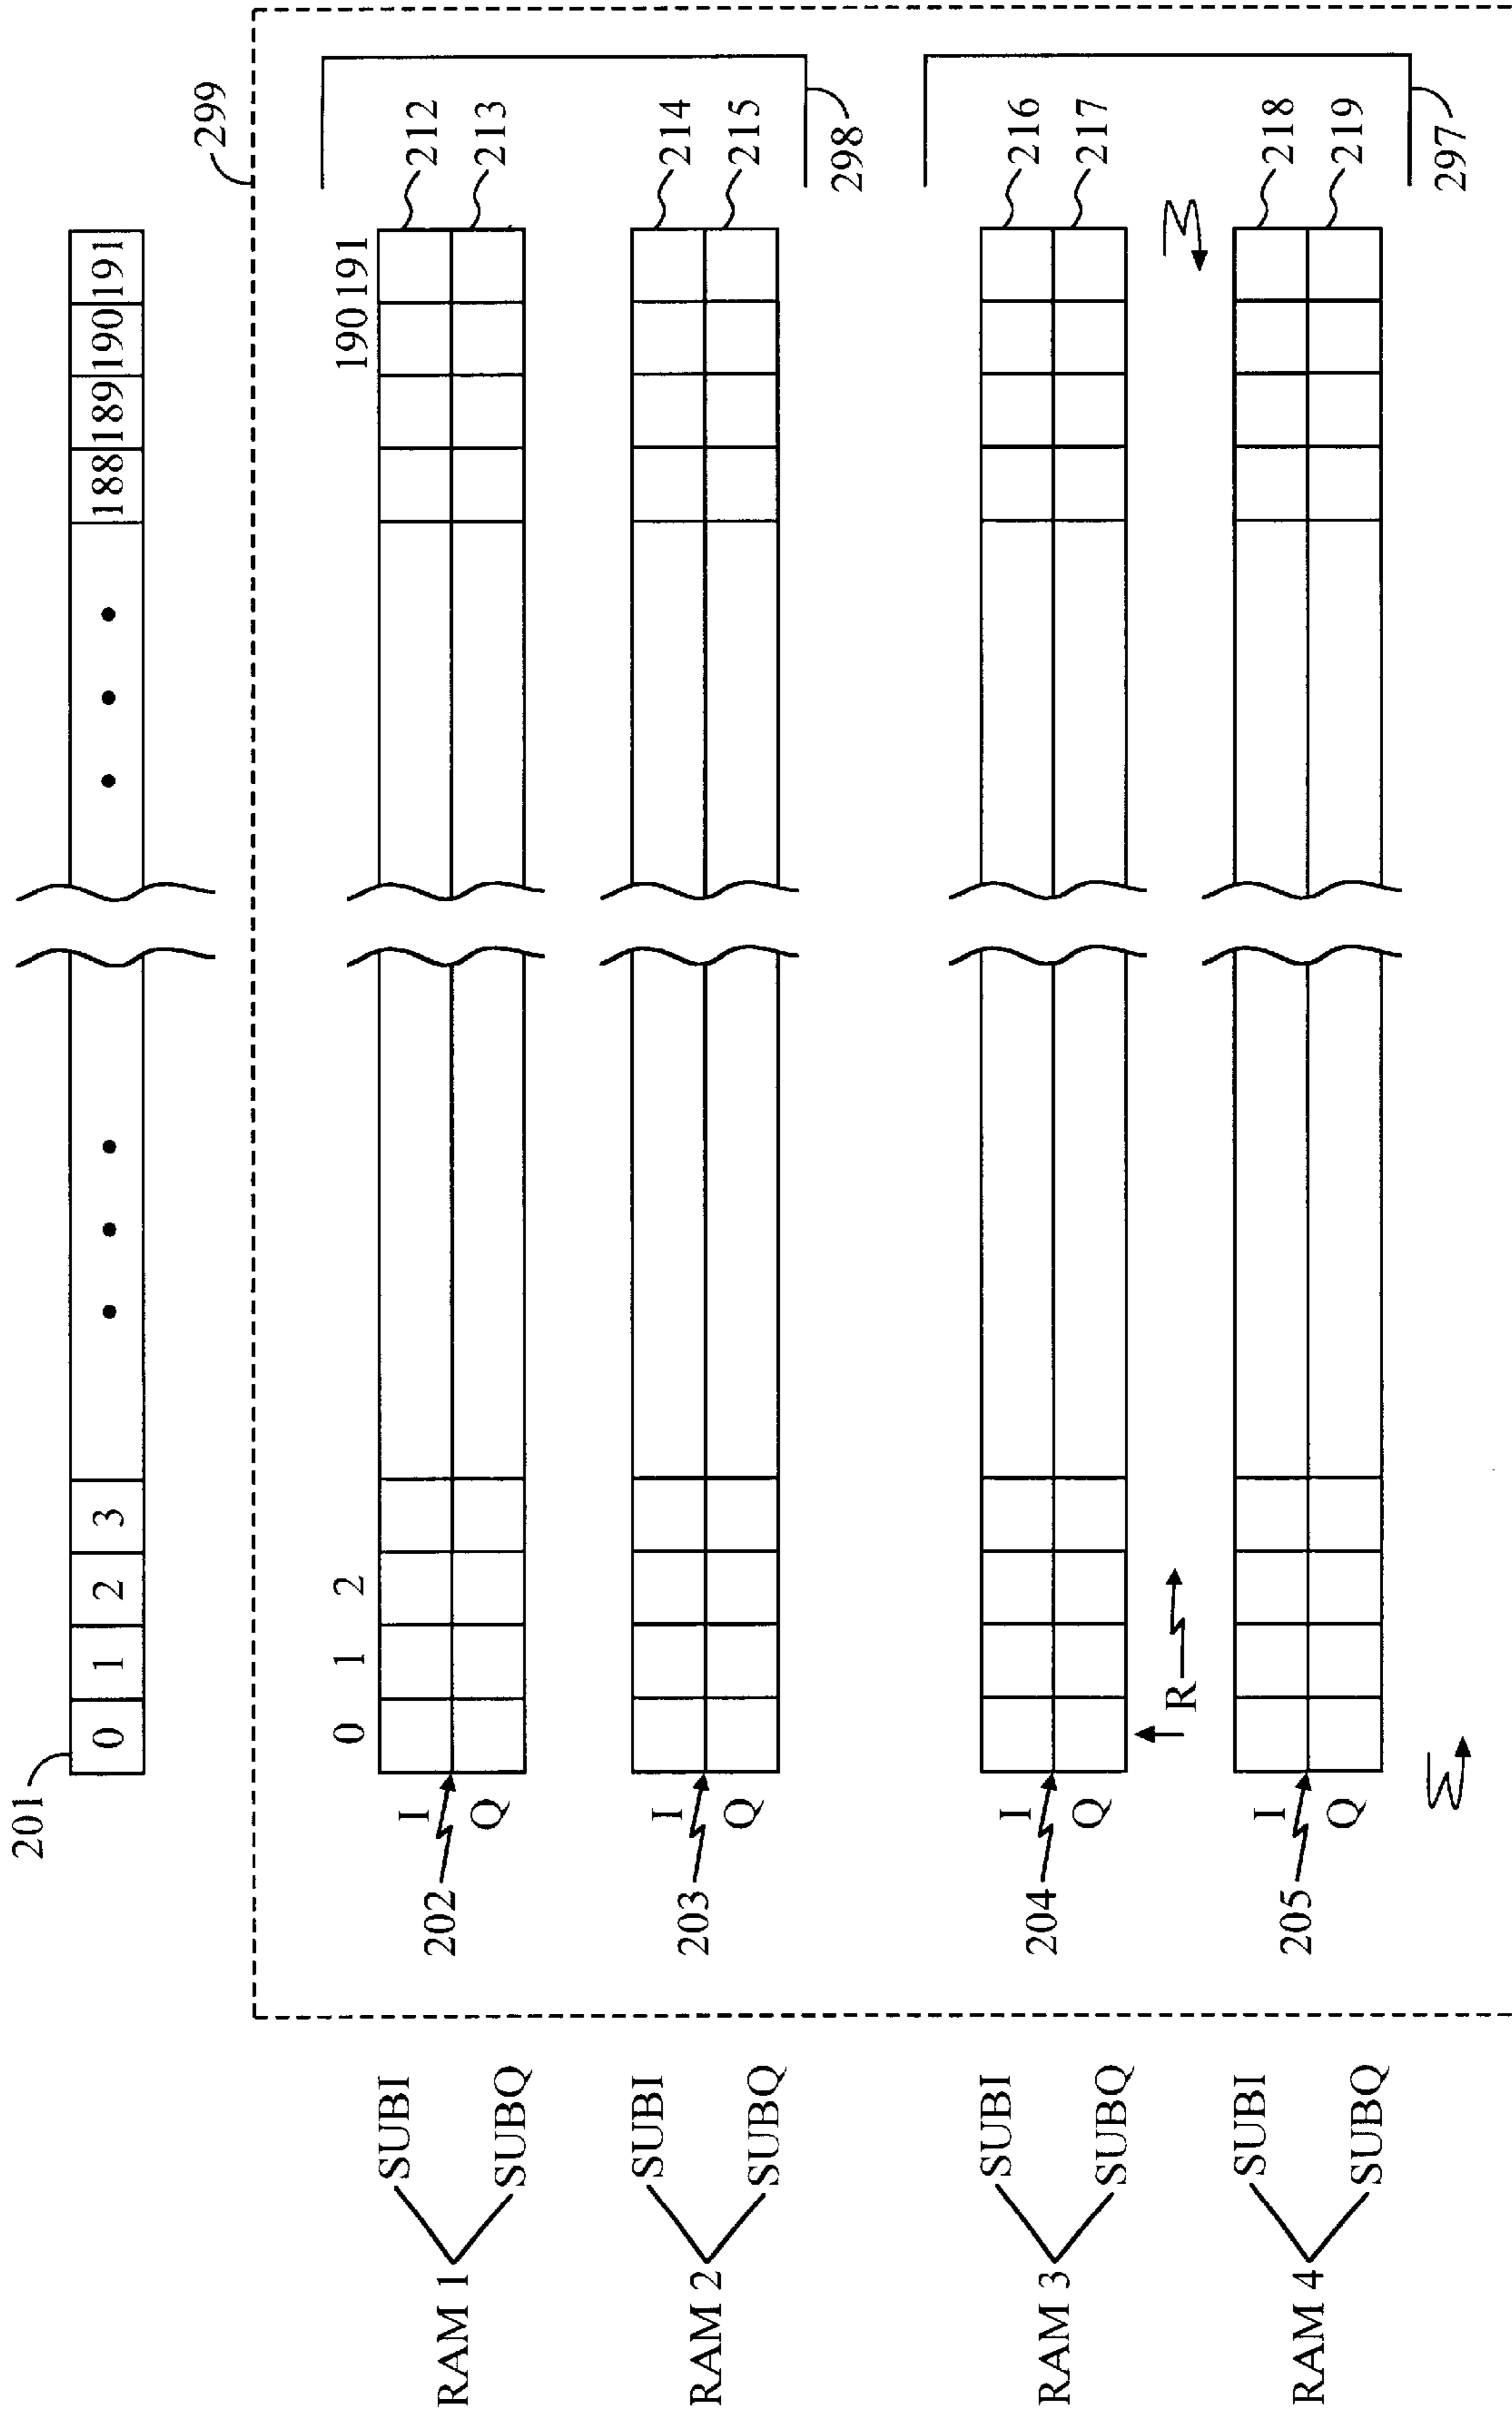 201
0 1 2 3 • • • • • • 188 189 190 191
299
0 1 2 190 191
SUBI I 212
RAM 1 202
SUBQ Q 213
SUBI I 214
RAM 2 203
SUBQ Q 215
298
SUBI I 216
RAM 3 204
SUBQ Q 217
R
SUBI I 218
RAM 4 205
SUBQ Q 219
297